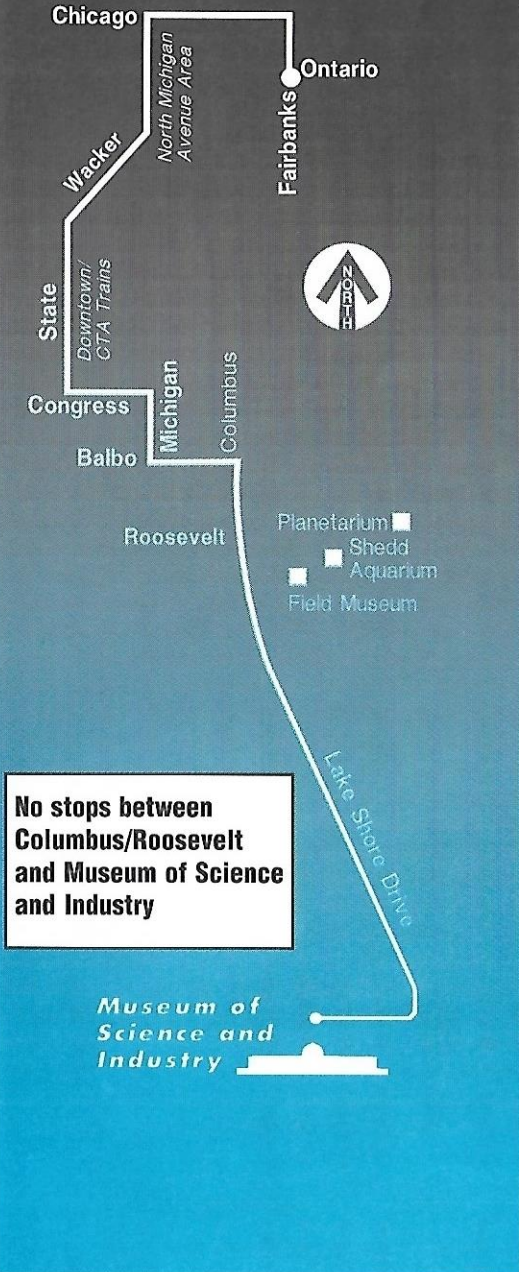 Chicago
Ontario
North Michigan
Avenue Area
Fairbanks
Wacker
NORTH
State
Downtown/
CTA Trains
Congress
Michigan
Columbus
Balbo
Roosevelt
Planetarium
Shedd
Aquarium
Field Museum
Lake Shore Drive
No stops between
Columbus/Roosevelt
and Museum of Science
and Industry
Museum of
Science and
Industry